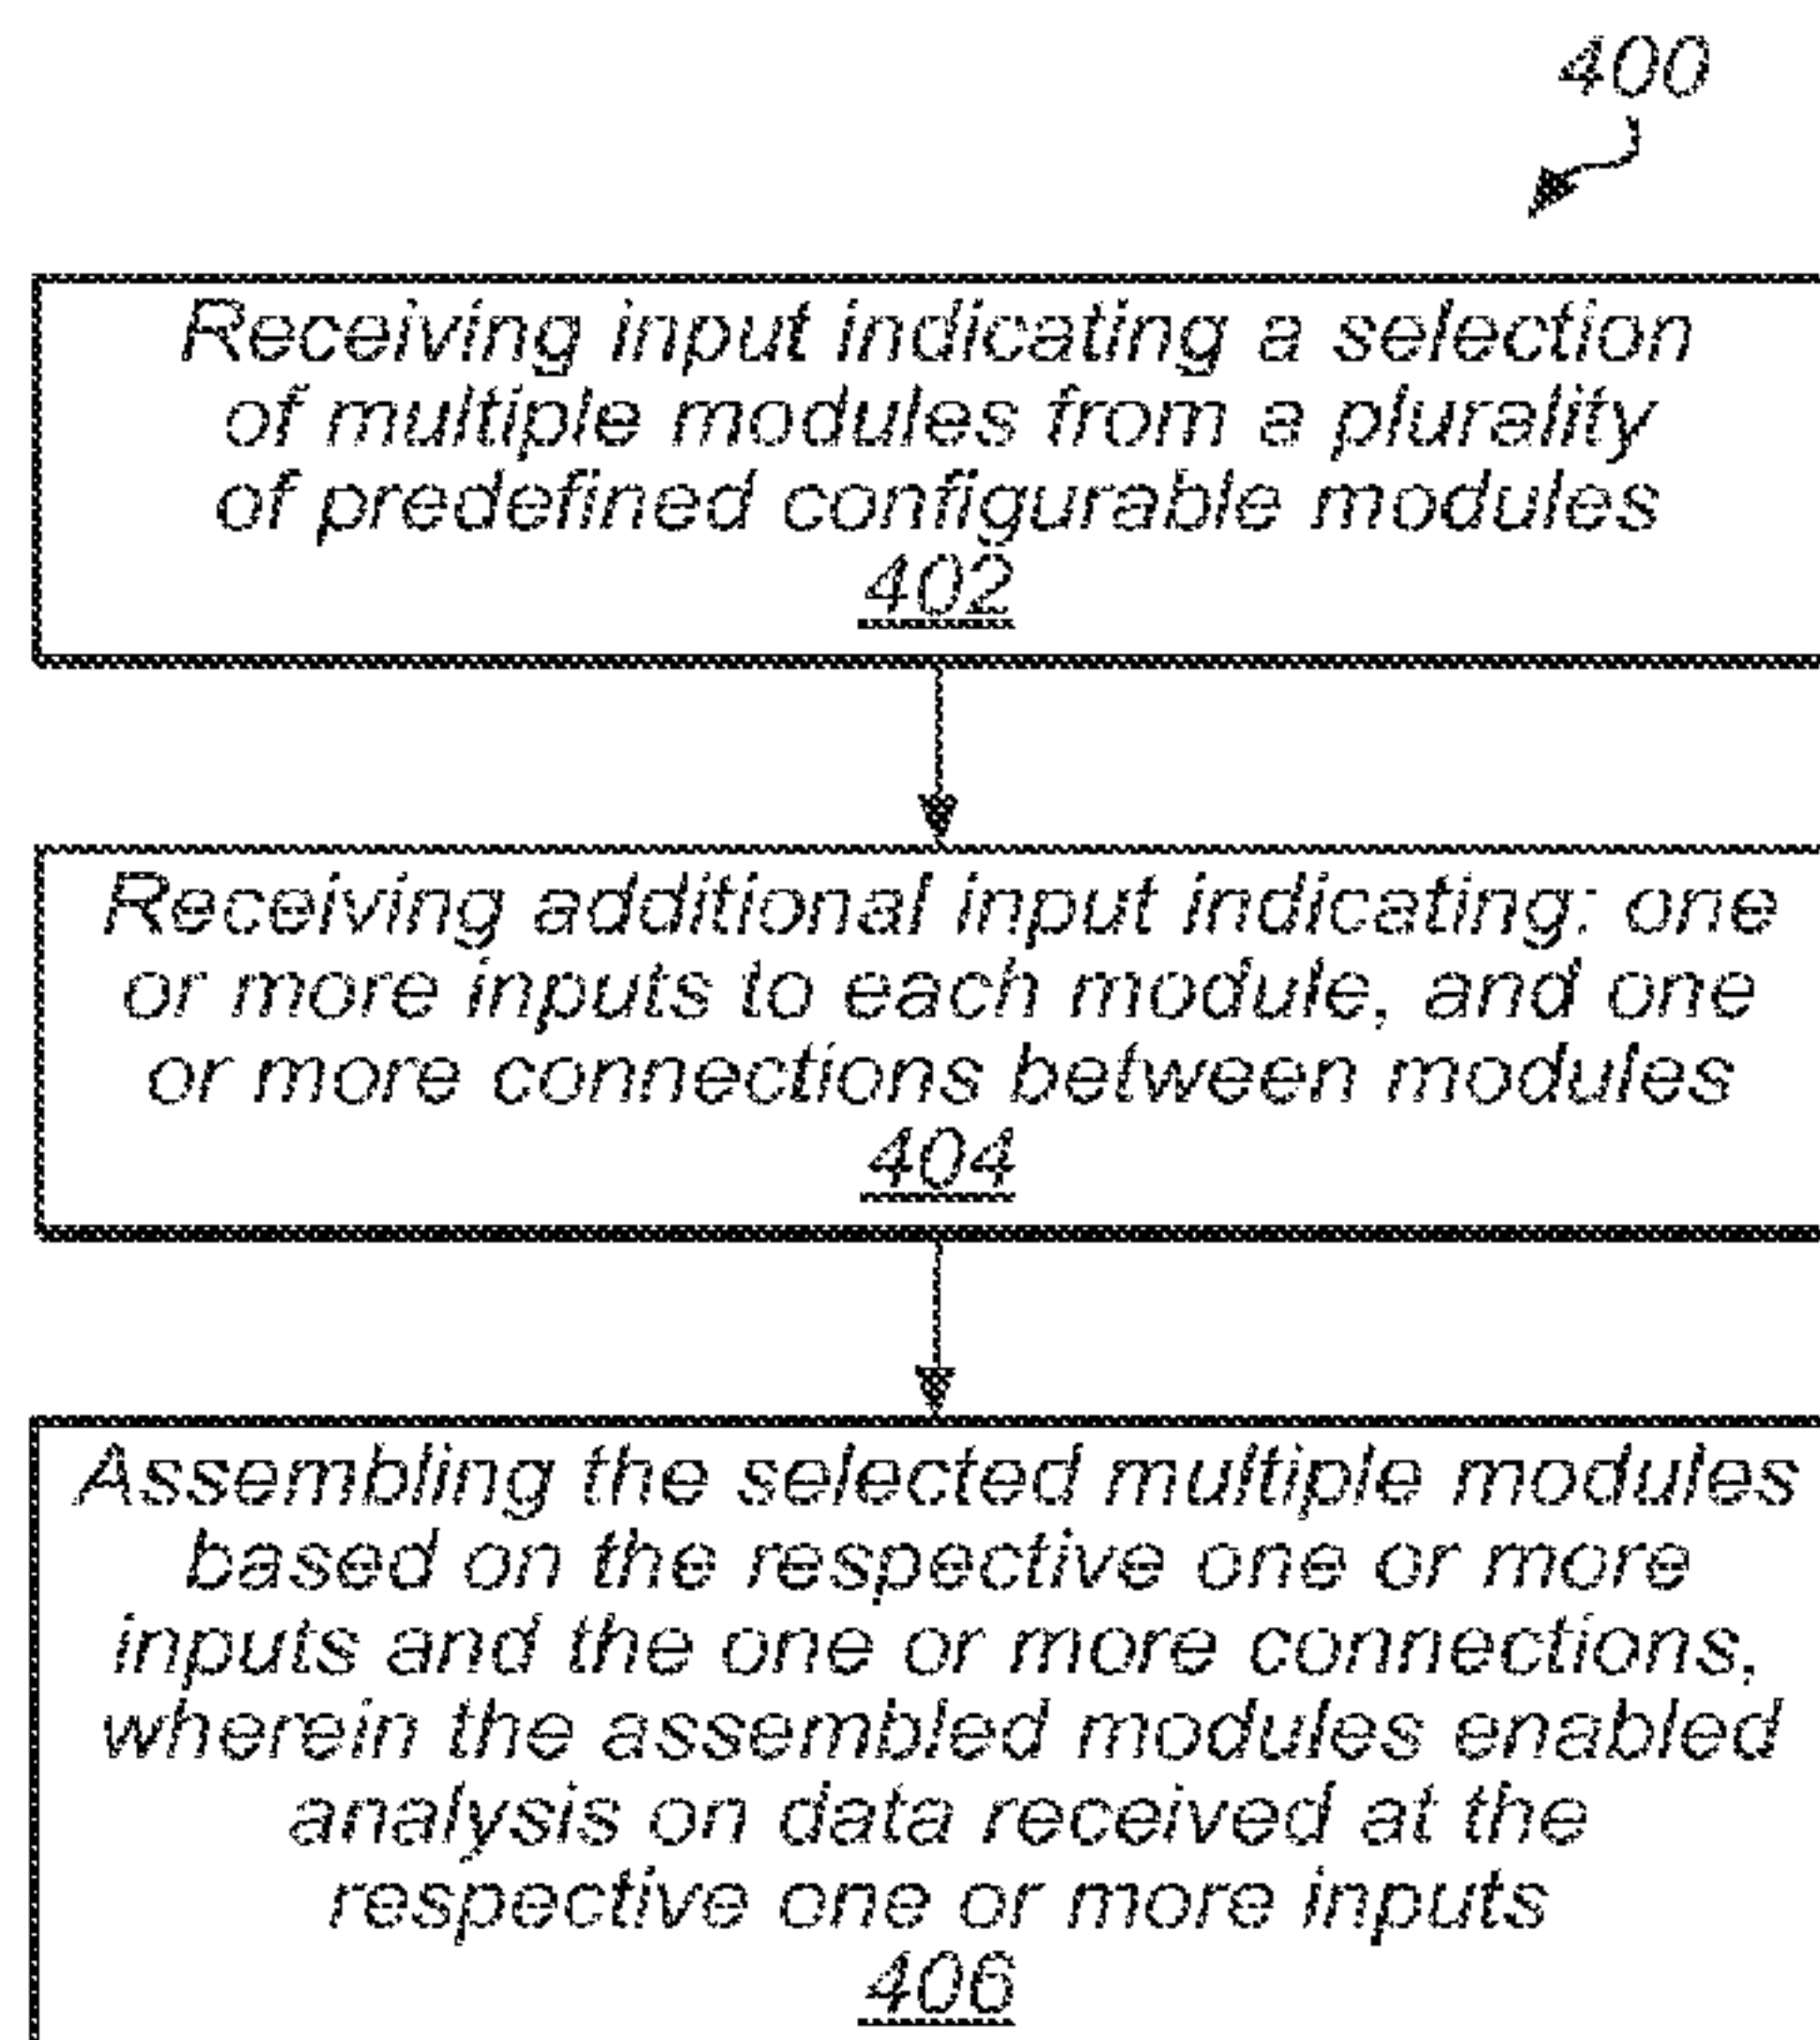 400
Receiving input indicating a selection
of multiple modules from a plurality
of predefined configurable modules
402
Receiving additional input indicating: one
or more inputs to each module, and one
or more connections between modules
404
Assembling the selected multiple modules
based on the respective one or more
inputs and the one or more connections,
wherein the assembled modules enabled
analysis on data received at the
respective one or more inputs
406